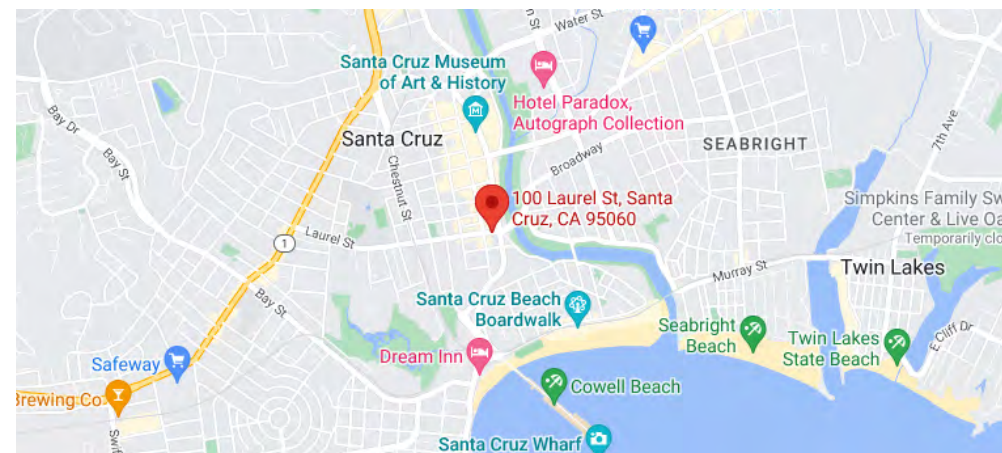 Water St
n St
Santa Cruz Museum
of Art & History
Hotel Paradox,
Autograph Collection
Bay Dr
Bay St
Santa Cruz
Chestnut St
Broadway
SEABRIGHT
7th Ave
100 Laurel St, Santa
Cruz, CA 95060
Simpkins Family Sw
Center & Live Oa
Temporarily clo
1
Laurel St
Murray St
Twin Lakes
Bay St
Santa Cruz Beach
Boardwalk
Seabright
Beach
Twin Lakes
State Beach
E Cliff Dr
Dream Inn
Safeway
Cowell Beach
Brewing Co
Swif
Santa Cruz Wharf